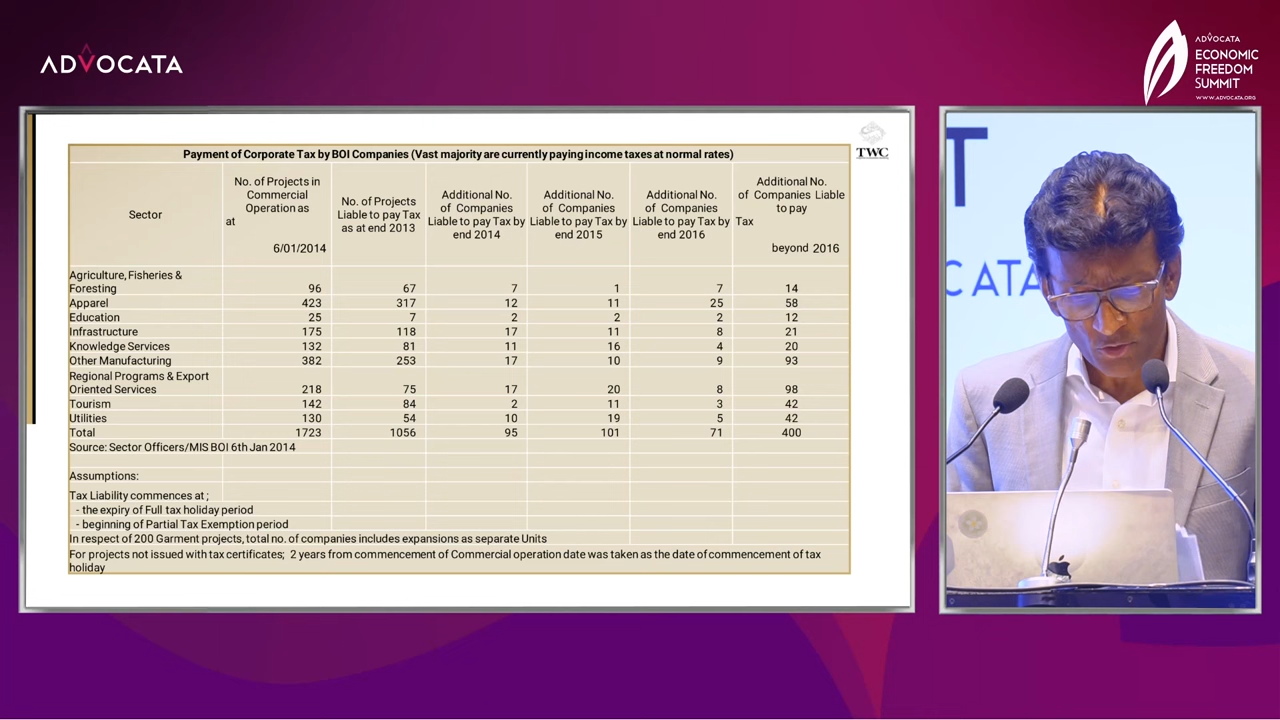 ADVOCATA
ADVOCATA
ECONOMIC
FREEDOM
SUMMIT
WWW.ADVOCATA.ORG
TWC
Payment of Corporate Tax by BOI Companies (Vast majority are currently paying income taxes at normal rates)
Sector | No. of Projects in Commercial Operation as at 6/01/2014 | No. of Projects Liable to pay Tax as at end 2013 | Additional No. of Companies Liable to pay Tax by end 2014 | Additional No. of Companies Liable to pay Tax by end 2015 | Additional No. of Companies Liable to pay Tax by end 2016 | Additional No. of Companies Liable to pay Tax beyond 2016
Agriculture, Fisheries &
Foresting 96 67 7 1 7 14
Apparel 423 317 12 11 25 58
Education 25 7 2 2 2 12
Infrastructure 175 118 17 11 8 21
Knowledge Services 132 81 11 16 4 20
Other Manufacturing 382 253 17 10 9 93
Regional Programs & Export
Oriented Services 218 75 17 20 8 98
Tourism 142 84 2 11 3 42
Utilities 130 54 10 19 5 42
Total 1723 1056 95 101 71 400
Source: Sector Officers/MIS BOI 6th Jan 2014
Assumptions:
Tax Liability commences at ;
- the expiry of Full tax holiday period
- beginning of Partial Tax Exemption period
In respect of 200 Garment projects, total no. of companies includes expansions as separate Units
For projects not issued with tax certificates; 2 years from commencement of Commercial operation date was taken as the date of commencement of tax
holiday
T
CATA